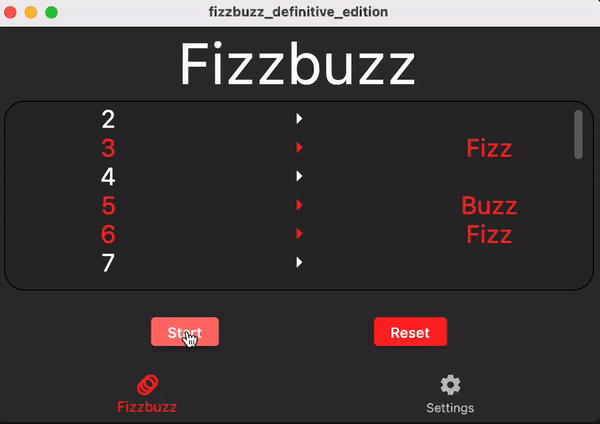 fizzbuzz_definitive_edition
Fizzbuzz
2
3 Fizz
4
5 Buzz
6 Fizz
7
Start Reset
Fizzbuzz Settings